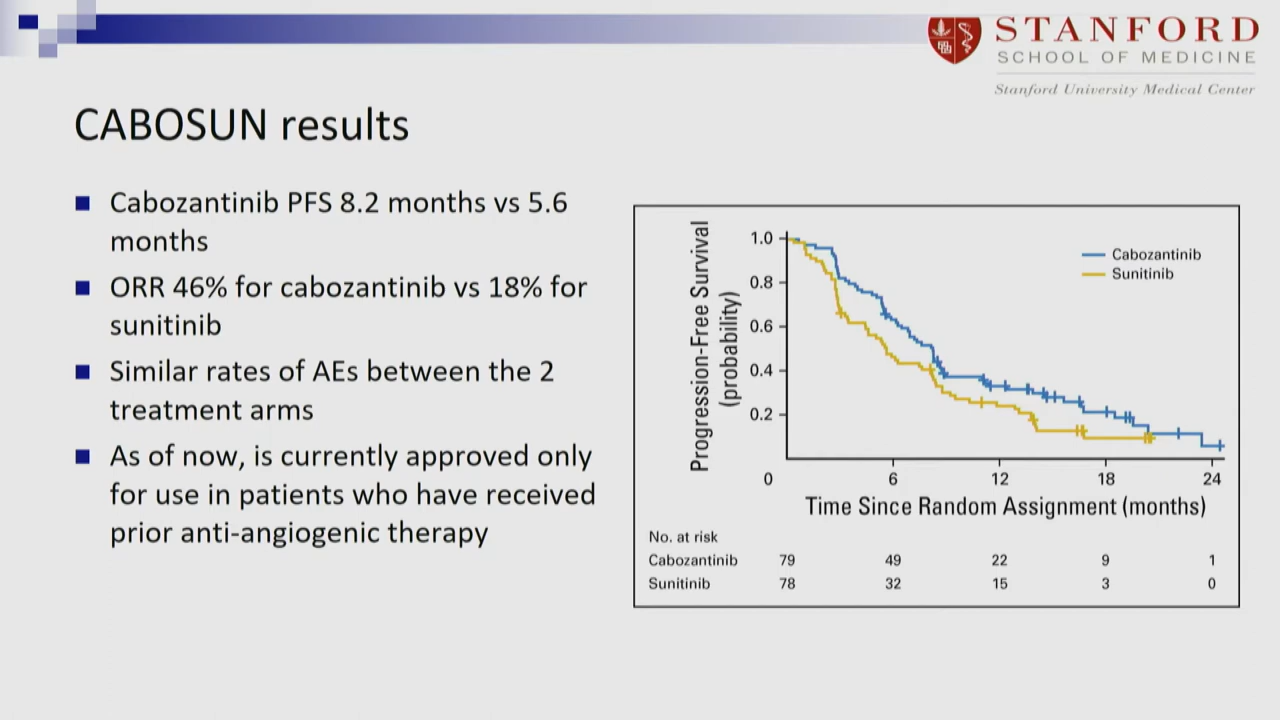 STANFORD
SCHOOL OF MEDICINE
Stanford University Medical Center
CABOSUN results
Cabozantinib PFS 8.2 months vs 5.6
months
ORR 46% for cabozantinib vs 18% for
sunitinib
Similar rates of AEs between the 2
treatment arms
As of now, is currently approved only
for use in patients who have received
prior anti-angiogenic therapy
Progression-Free Survival
(probability)
1.0
0.8
0.6
0.4
0.2
Cabozantinib
Sunitinib
0 6 12 18 24
Time Since Random Assignment (months)
No. at risk
Cabozantinib 79 49 22 9 1
Sunitinib 78 32 15 3 0